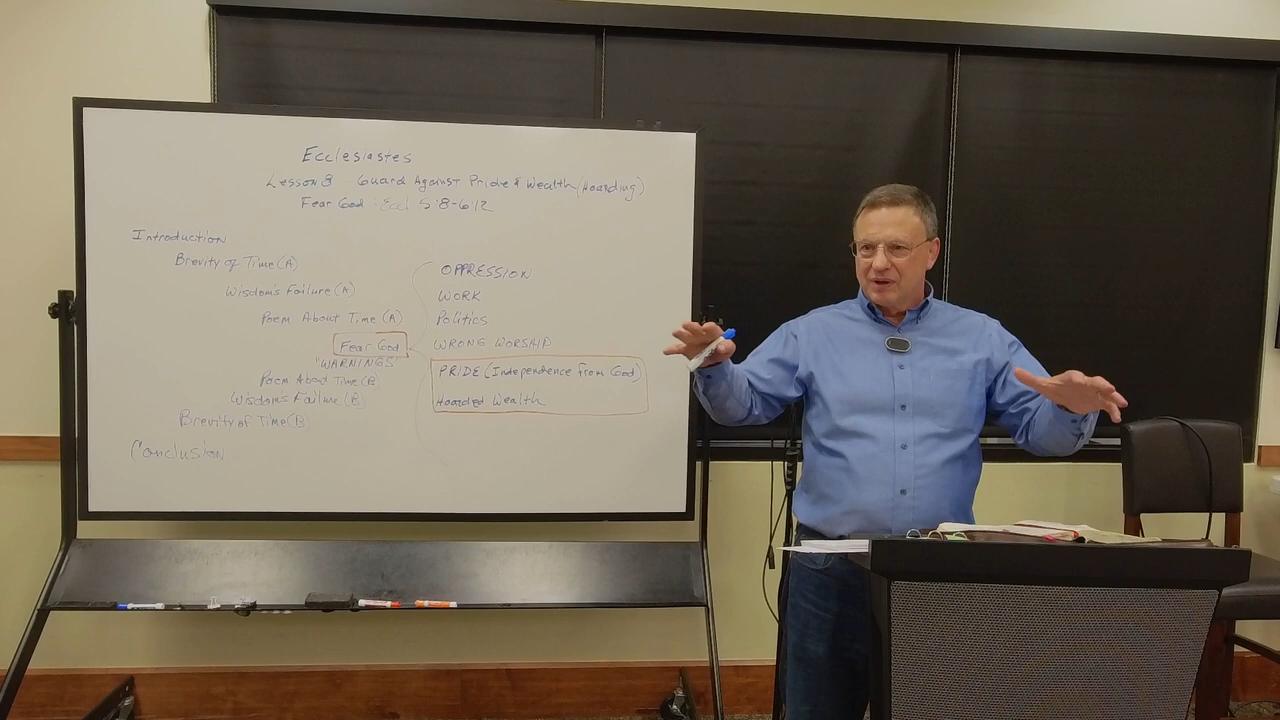 Ecclesiastes
Lesson 8 Guard Against Pride & Wealth (Hoarding)
Fear God : Eccl 5:8-6:12
Introduction
Brevity of Time (A)
Wisdom's Failure (A)
Poem About Time (A)
Fear God
"WARNINGS"
Poem About Time (B)
Wisdom's Failure (B)
Brevity of Time (B)
Conclusion
OPPRESSION
WORK
Politics
WRONG WORSHIP
PRIDE (Independence From God)
Hoarded Wealth